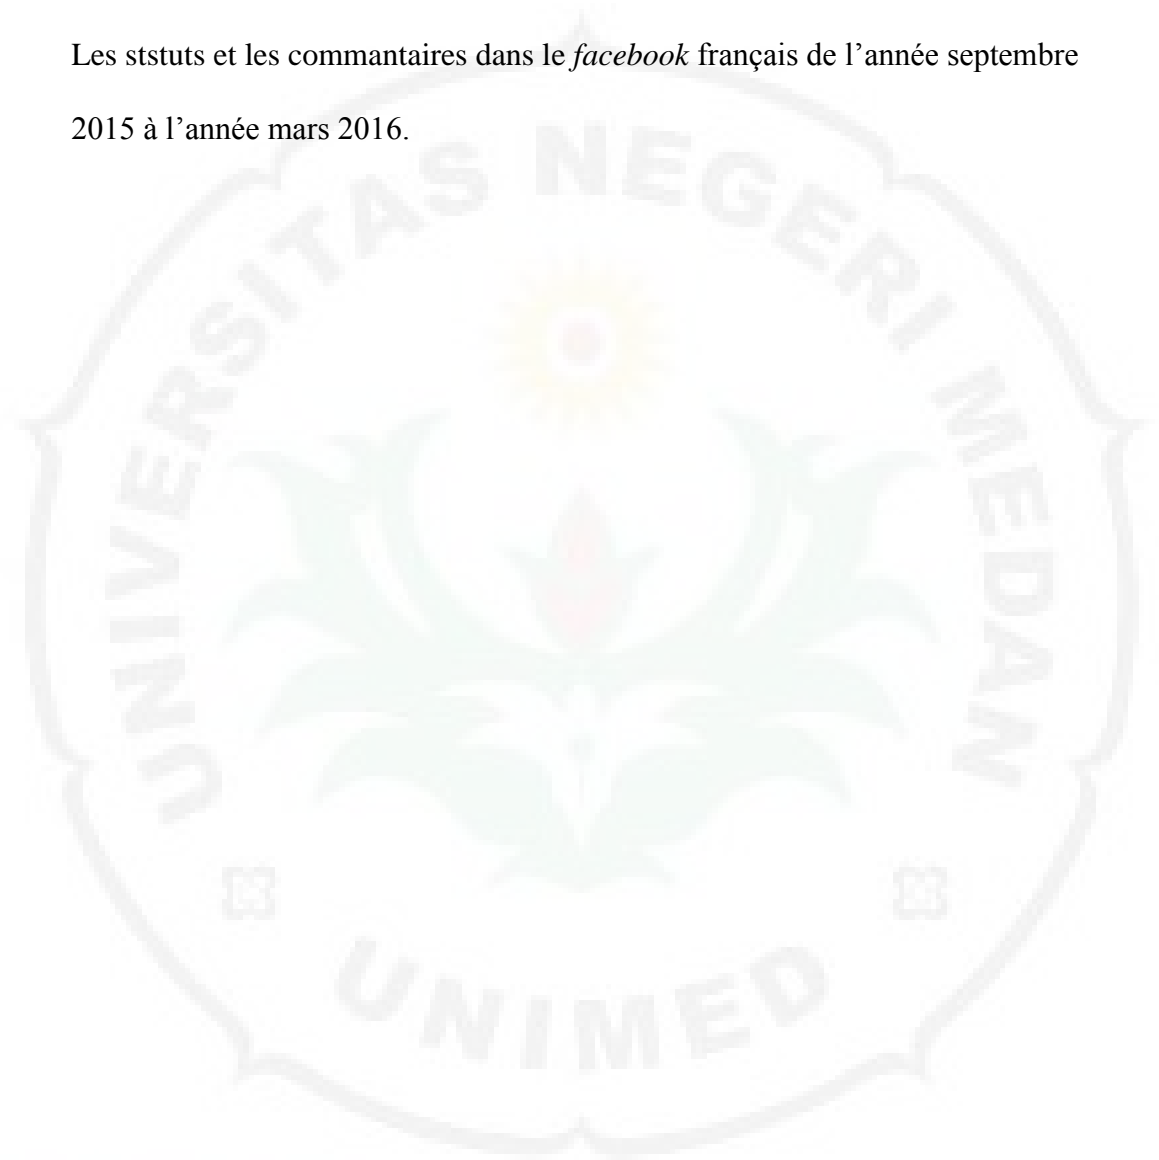 Les ststuts et les commantaires dans le facebook français de l’année septembre
2015 à l’année mars 2016.
UNIVERSITAS NEGERI MEDAN
UNIMED